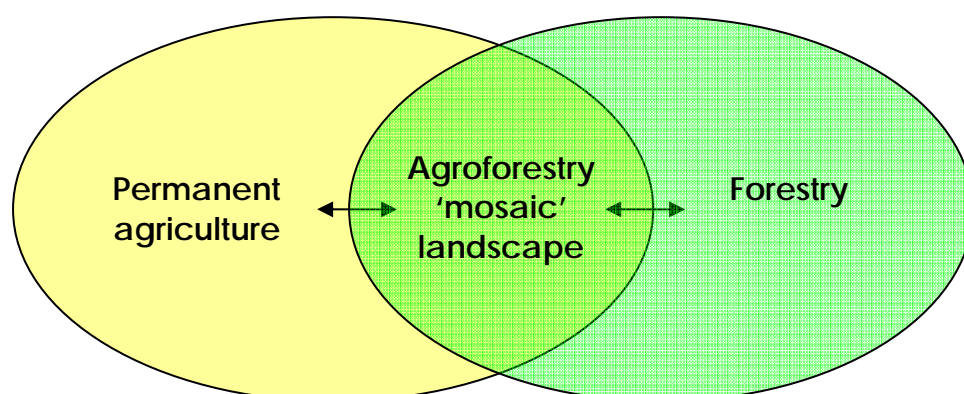 Permanent
agriculture
Agroforestry
‘mosaic’
landscape
Forestry